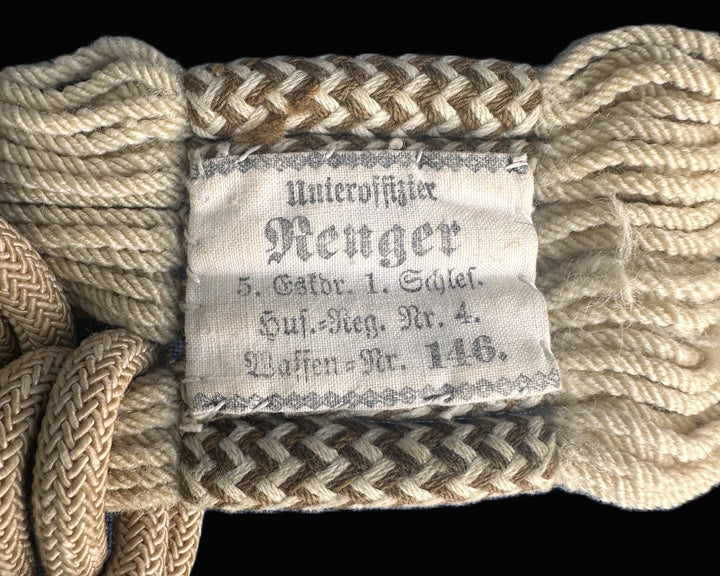 Unteroffizier
Renger
5. Eskdr. 1. Schles.
Hus.=Reg. Nr. 4.
Waffen=Nr. 146.